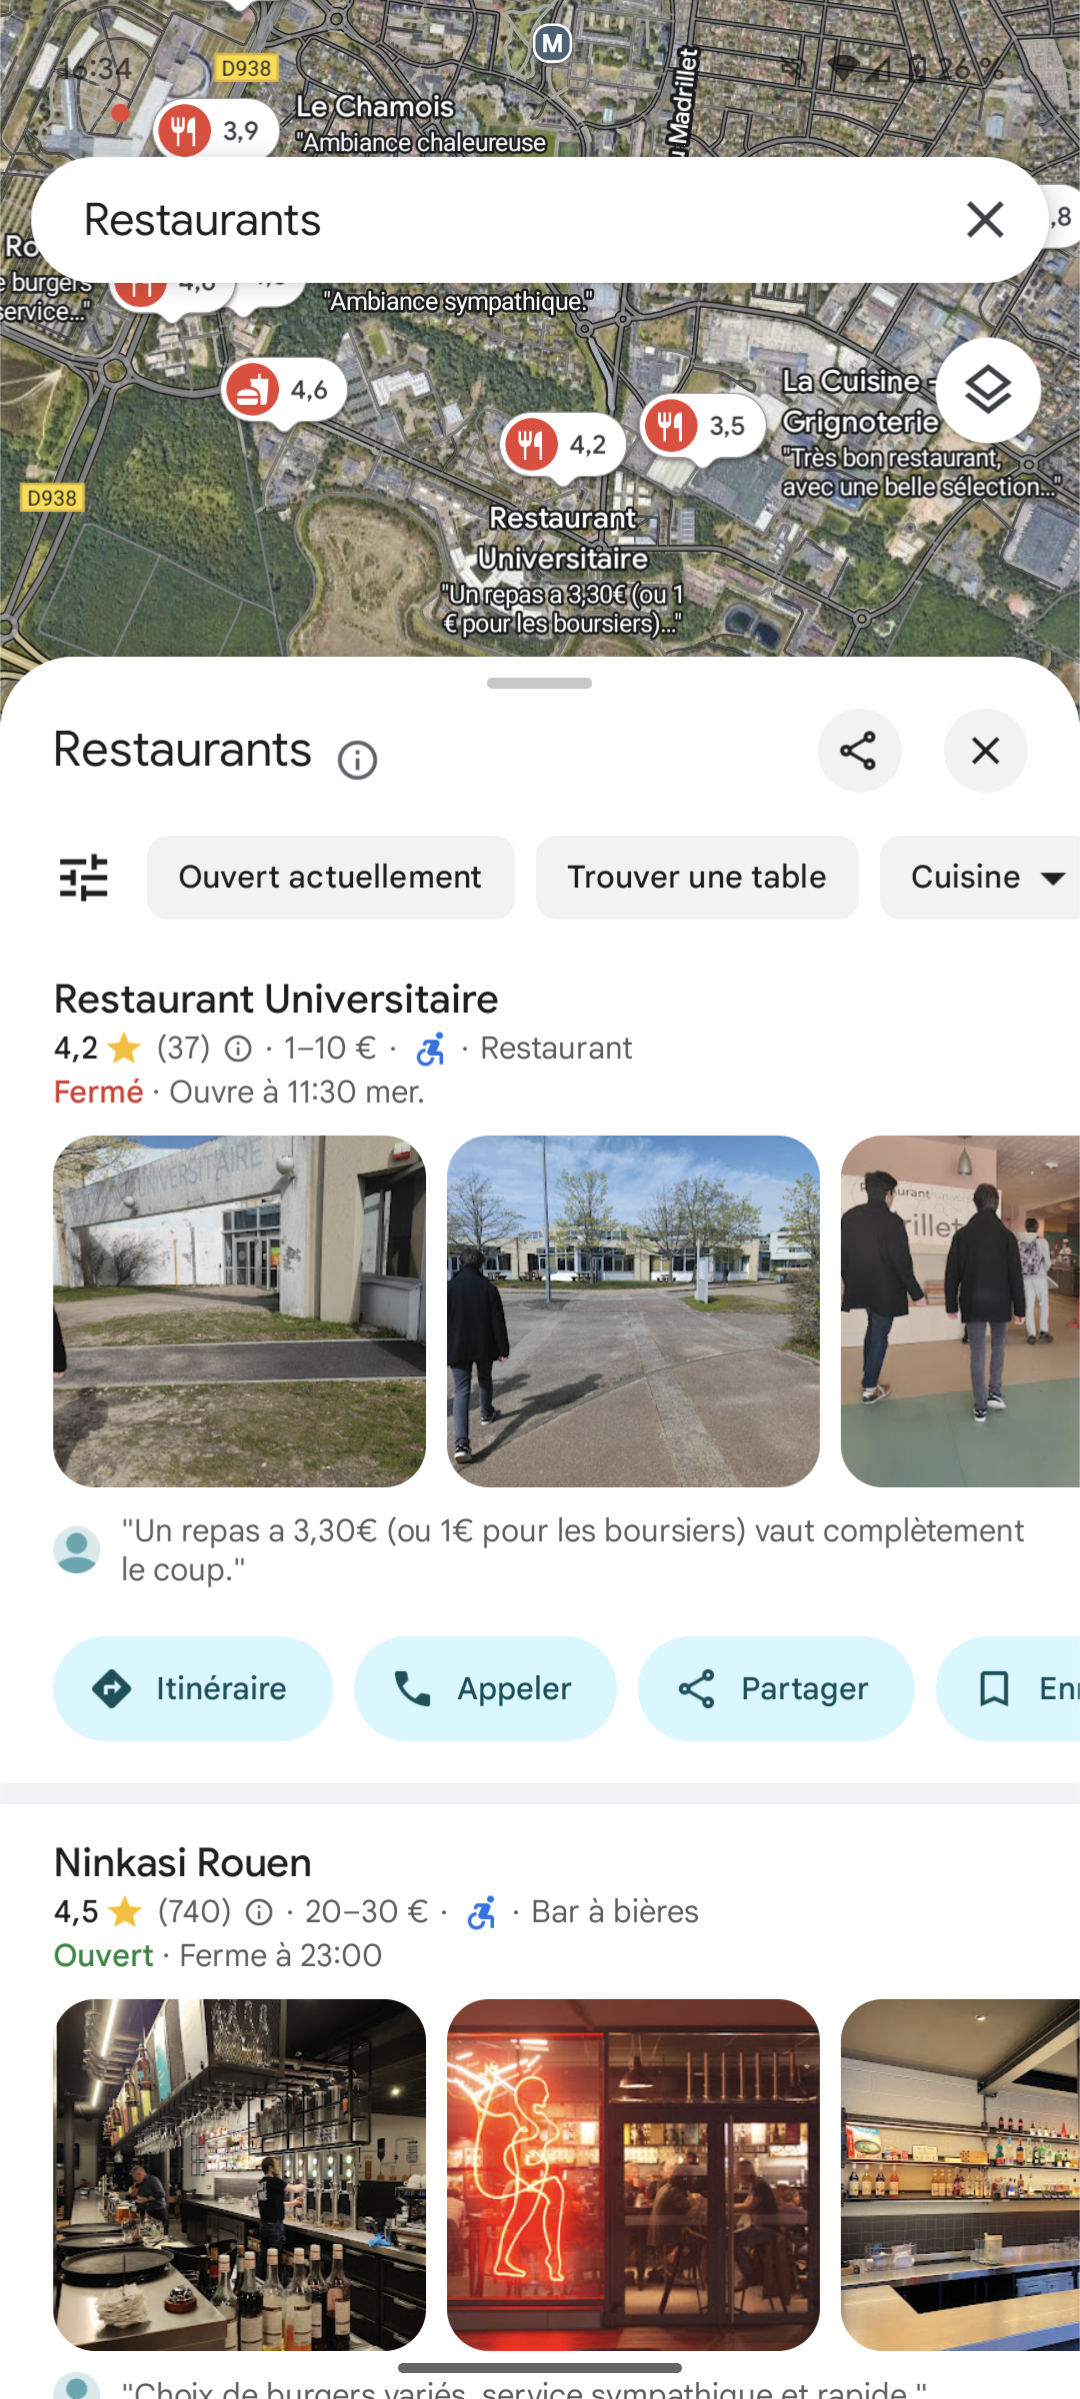 16:34
26 %
D938
3,9
Le Chamois
"Ambiance chaleureuse
u Madrillet
M
Restaurants
,8
Ro
e burgers
service..."
"Ambiance sympathique."
4,6
4,2
3,5
La Cuisine -
Grignoterie
"Très bon restaurant,
avec une belle sélection..."
D938
Restaurant
Universitaire
"Un repas a 3,30€ (ou 1
€ pour les boursiers)..."
Restaurants
Ouvert actuellement
Trouver une table
Cuisine
Restaurant Universitaire
4,2 (37) · 1–10 € · · Restaurant
Fermé · Ouvre à 11:30 mer.
UNIVERSITAIRE
rillet
"Un repas a 3,30€ (ou 1€ pour les boursiers) vaut complètement
le coup."
Itinéraire
Appeler
Partager
En
Ninkasi Rouen
4,5 (740) · 20–30 € · · Bar à bières
Ouvert · Ferme à 23:00
"Choix de burgers variés, service sympathique et rapide."